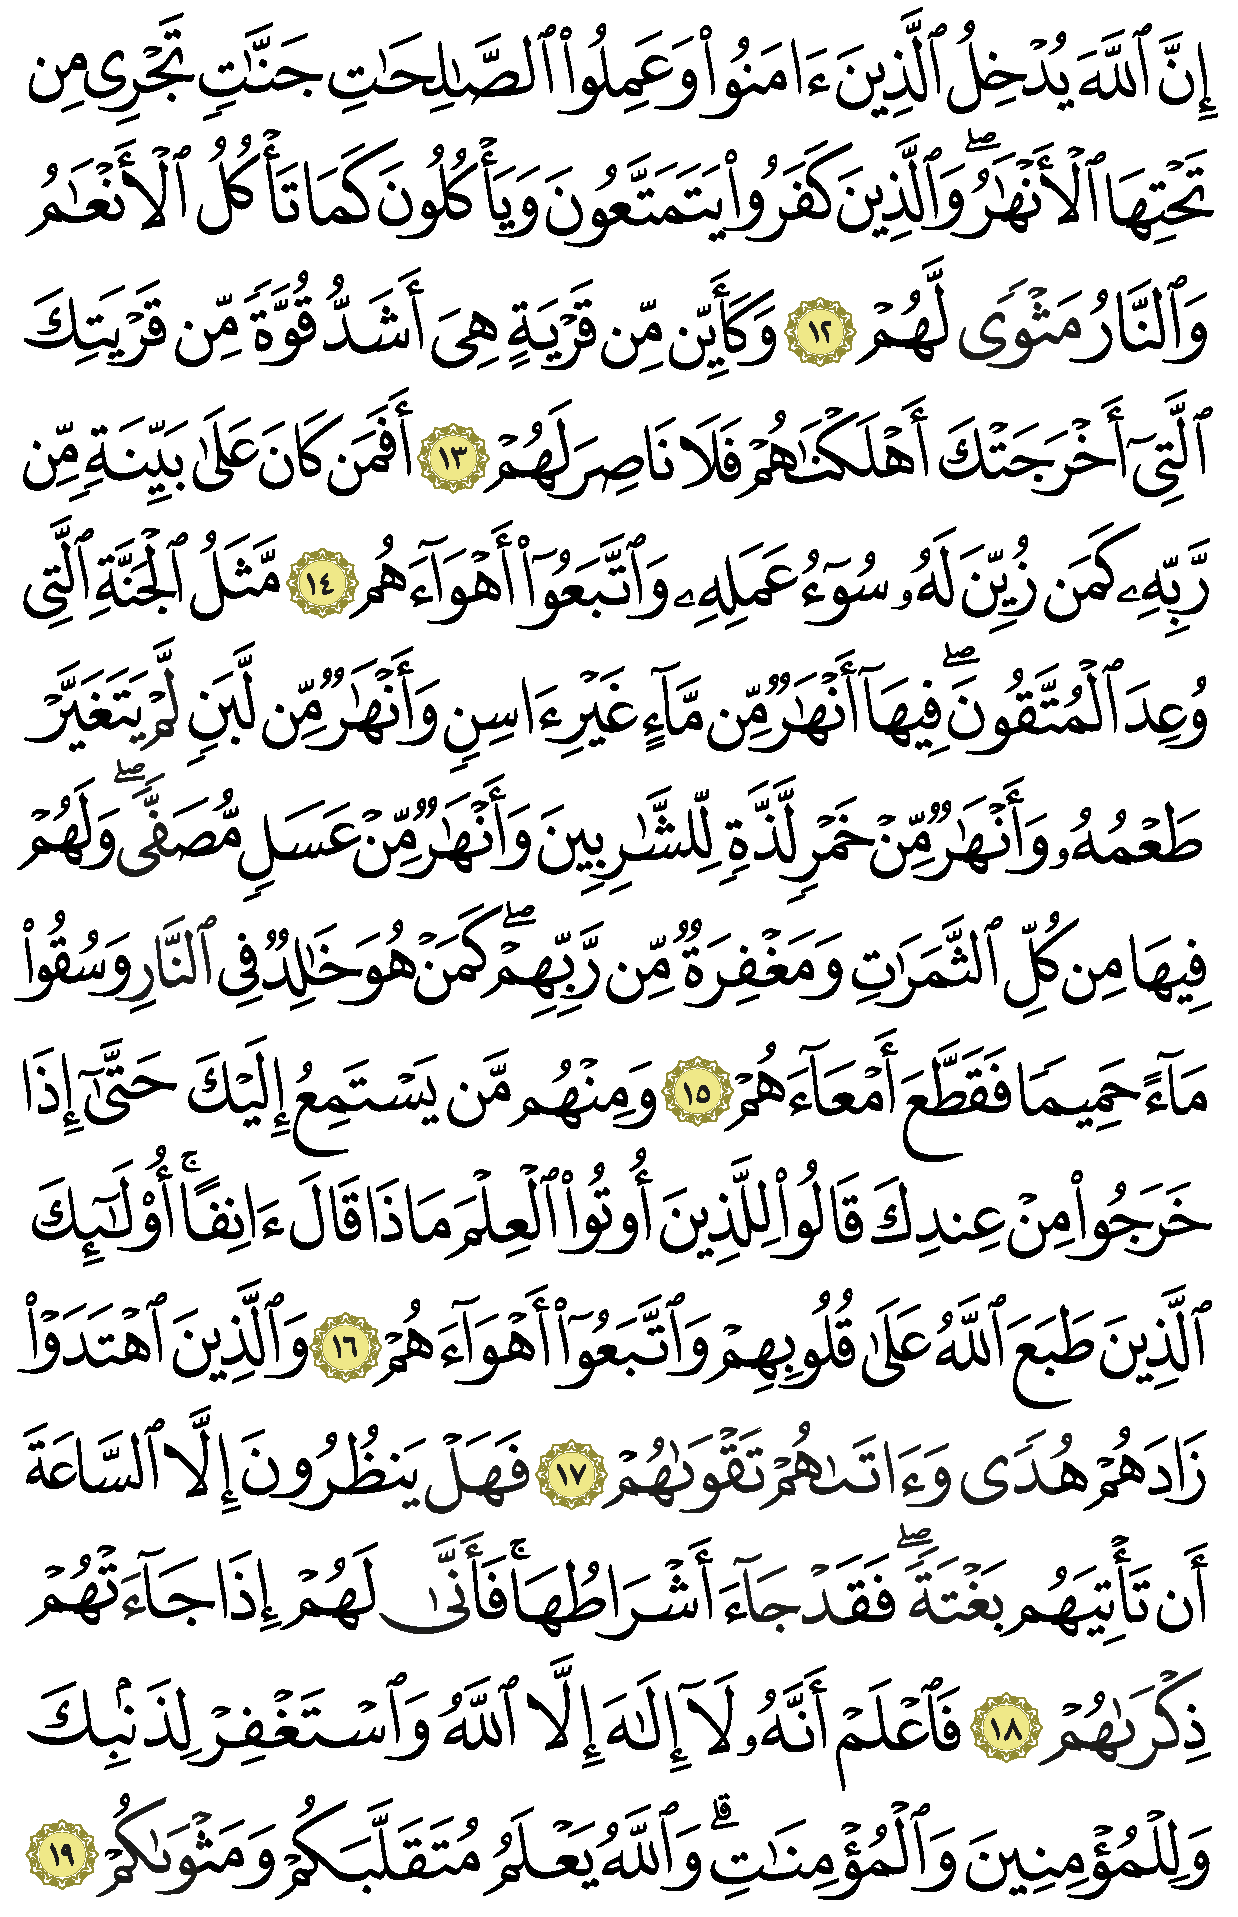 إِنَّ ٱللَّهَ يُدۡخِلُ ٱلَّذِينَ ءَامَنُواْ وَعَمِلُواْ ٱلصَّٰلِحَٰتِ جَنَّٰتٖ تَجۡرِي مِن
تَحۡتِهَا ٱلۡأَنۡهَٰرُۖ وَٱلَّذِينَ كَفَرُواْ يَتَمَتَّعُونَ وَيَأۡكُلُونَ كَمَا تَأۡكُلُ ٱلۡأَنۡعَٰمُ
وَٱلنَّارُ مَثۡوٗى لَّهُمۡ ١٢ وَكَأَيِّن مِّن قَرۡيَةٍ هِيَ أَشَدُّ قُوَّةٗ مِّن قَرۡيَتِكَ
ٱلَّتِيٓ أَخۡرَجَتۡكَ أَهۡلَكۡنَٰهُمۡ فَلَا نَاصِرَ لَهُمۡ ١٣ أَفَمَن كَانَ عَلَىٰ بَيِّنَةٖ مِّن
رَّبِّهِۦ كَمَن زُيِّنَ لَهُۥ سُوٓءُ عَمَلِهِۦ وَٱتَّبَعُوٓاْ أَهۡوَآءَهُم ١٤ مَّثَلُ ٱلۡجَنَّةِ ٱلَّتِي
وُعِدَ ٱلۡمُتَّقُونَۖ فِيهَآ أَنۡهَٰرٞ مِّن مَّآءٍ غَيۡرِ ءَاسِنٖ وَأَنۡهَٰرٞ مِّن لَّبَنٖ لَّمۡ يَتَغَيَّرۡ
طَعۡمُهُۥ وَأَنۡهَٰرٞ مِّنۡ خَمۡرٖ لَّذَّةٖ لِّلشَّٰرِبِينَ وَأَنۡهَٰرٞ مِّنۡ عَسَلٖ مُّصَفّٗىۖ وَلَهُمۡ
فِيهَا مِن كُلِّ ٱلثَّمَرَٰتِ وَمَغۡفِرَةٞ مِّن رَّبِّهِمۡۖ كَمَنۡ هُوَ خَٰلِدٞ فِي ٱلنَّارِ وَسُقُواْ
مَآءً حَمِيمٗا فَقَطَّعَ أَمۡعَآءَهُمۡ ١٥ وَمِنۡهُم مَّن يَسۡتَمِعُ إِلَيۡكَ حَتَّىٰٓ إِذَا
خَرَجُواْ مِنۡ عِندِكَ قَالُواْ لِلَّذِينَ أُوتُواْ ٱلۡعِلۡمَ مَاذَا قَالَ ءَانِفًاۚ أُوْلَٰٓئِكَ
ٱلَّذِينَ طَبَعَ ٱللَّهُ عَلَىٰ قُلُوبِهِمۡ وَٱتَّبَعُوٓاْ أَهۡوَآءَهُمۡ ١٦ وَٱلَّذِينَ ٱهۡتَدَوۡاْ
زَادَهُمۡ هُدٗى وَءَاتَىٰهُمۡ تَقۡوَىٰهُمۡ ١٧ فَهَلۡ يَنظُرُونَ إِلَّا ٱلسَّاعَةَ
أَن تَأۡتِيَهُم بَغۡتَةٗۖ فَقَدۡ جَآءَ أَشۡرَاطُهَاۚ فَأَنَّىٰ لَهُمۡ إِذَا جَآءَتۡهُمۡ
ذِكۡرَىٰهُمۡ ١٨ فَٱعۡلَمۡ أَنَّهُۥ لَآ إِلَٰهَ إِلَّا ٱللَّهُ وَٱسۡتَغۡفِرۡ لِذَنۢبِكَ
وَلِلۡمُؤۡمِنِينَ وَٱلۡمُؤۡمِنَٰتِۗ وَٱللَّهُ يَعۡلَمُ مُتَقَلَّبَكُمۡ وَمَثۡوَىٰكُمۡ ١٩